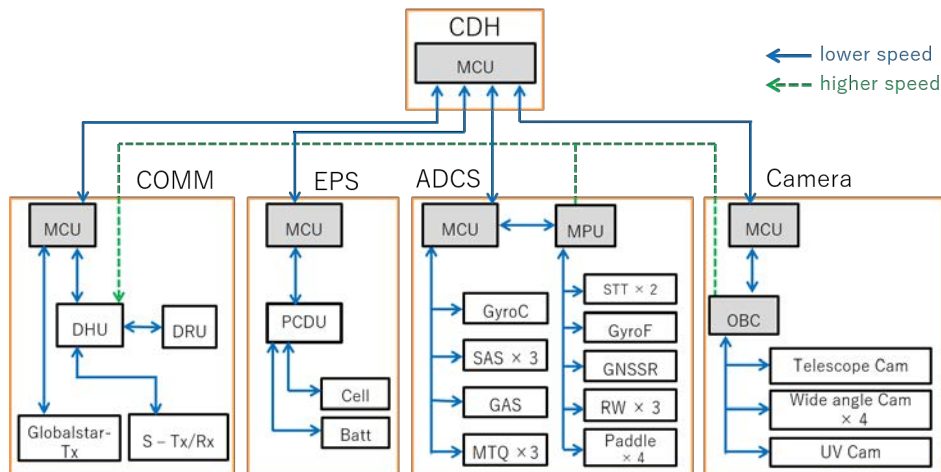 CDH
MCU
lower speed
higher speed
COMM
EPS
ADCS
Camera
MCU
DHU
DRU
Globalstar-
Tx
S – Tx/Rx
MCU
PCDU
Cell
Batt
MCU
MPU
GyroC
SAS × 3
GAS
MTQ × 3
STT × 2
GyroF
GNSSR
RW × 3
Paddle
× 4
MCU
OBC
Telescope Cam
Wide angle Cam
× 4
UV Cam